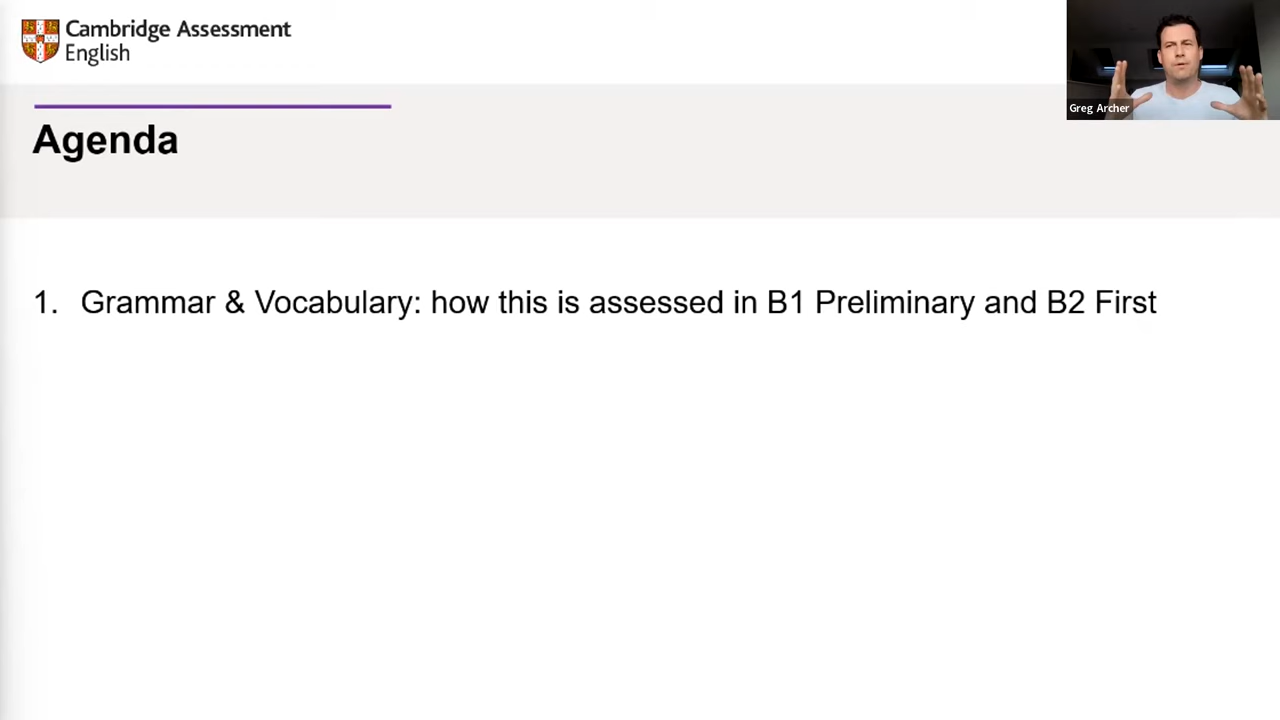 Cambridge Assessment
English
Greg Archer
Agenda
1. Grammar & Vocabulary: how this is assessed in B1 Preliminary and B2 First